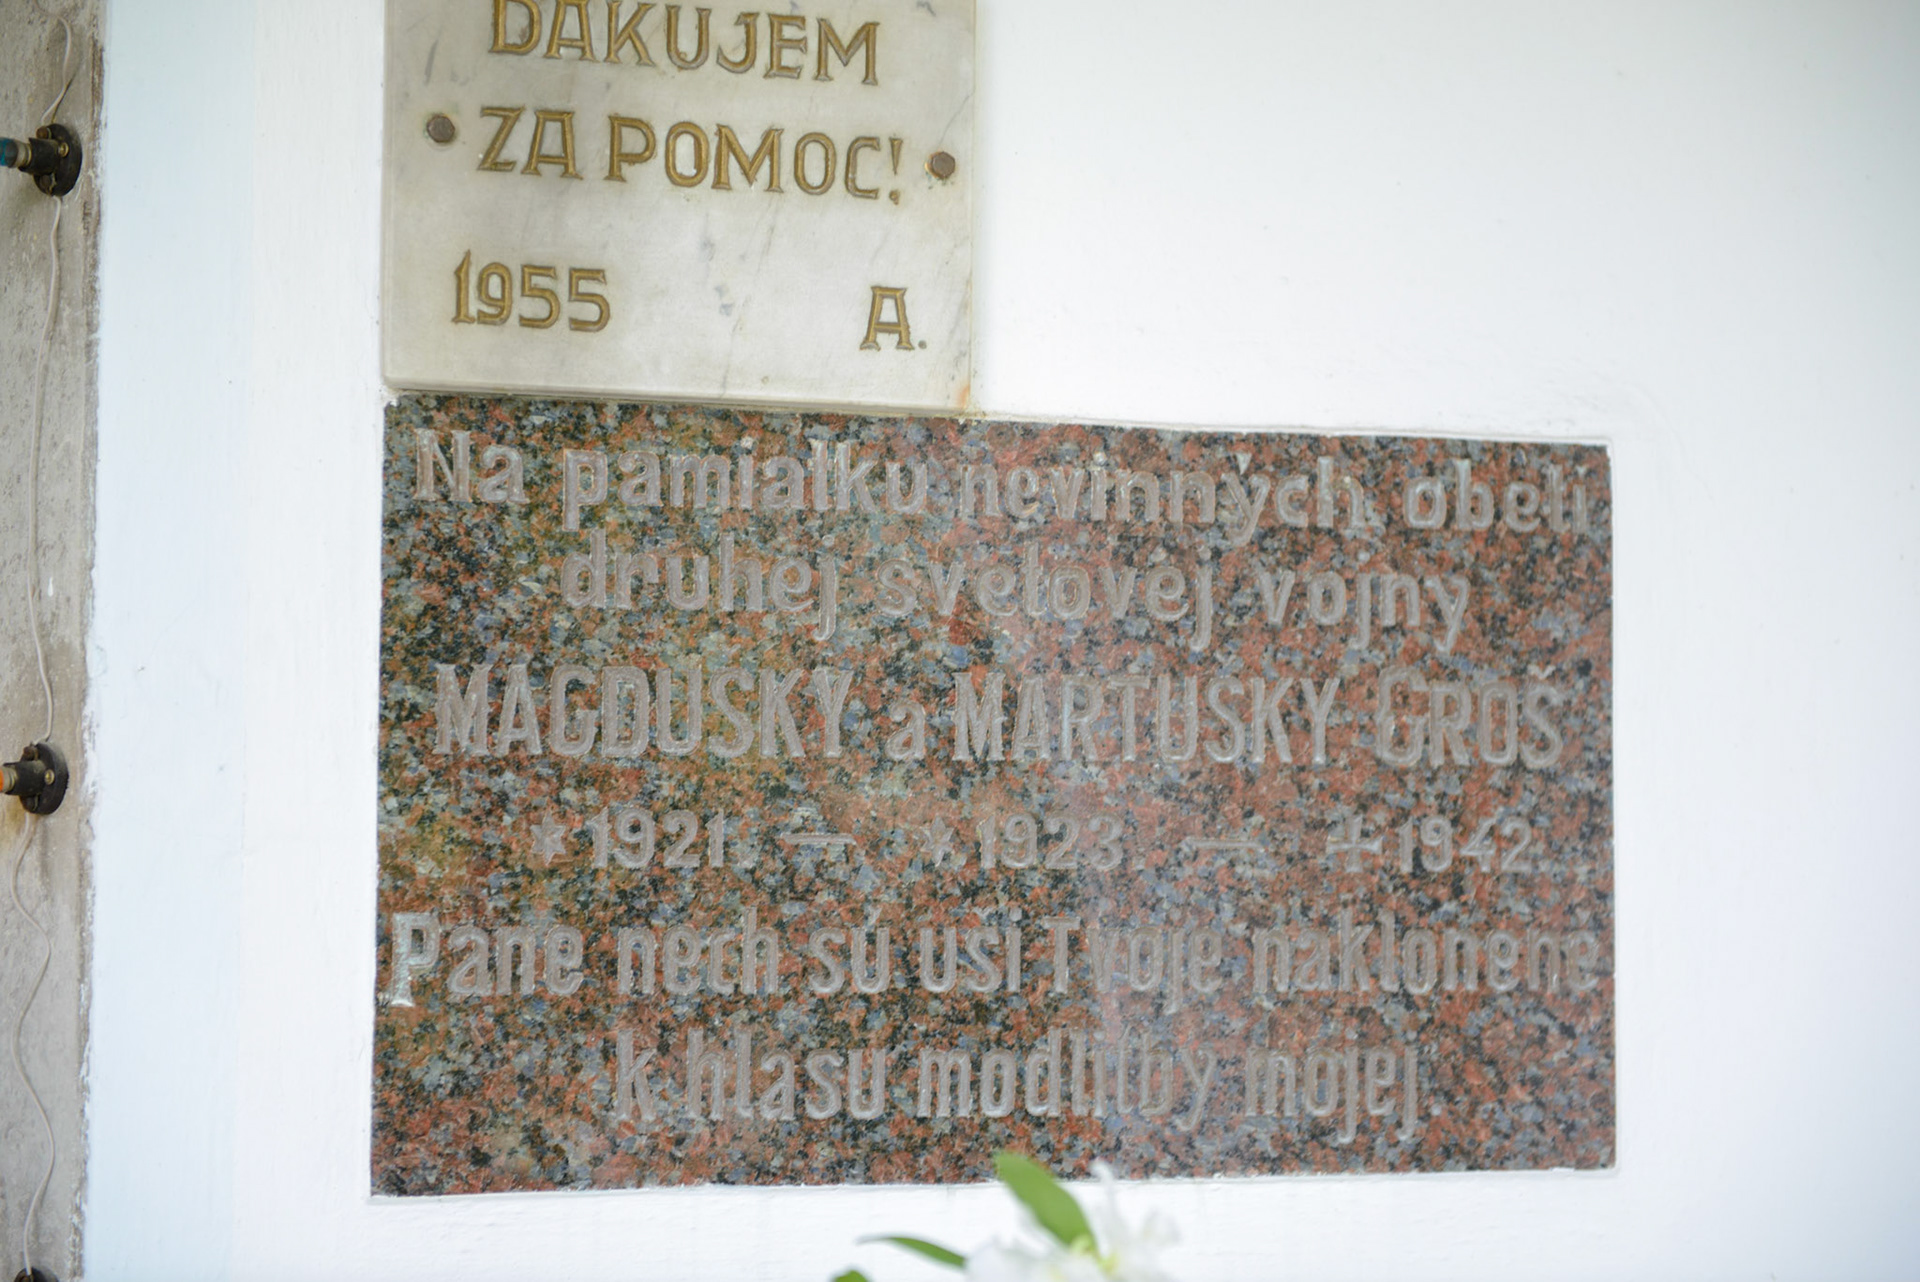 ĎAKUJEM
ZA POMOC!
1955 A.
Na pamiatku nevinných obetí
druhej svetovej vojny
MAGDUŠKY a MARTUŠKY GROŠ
*1921. — *1923. — +1942.
Pane nech sú uši Tvoje naklonené
k hlasu modlitby mojej.